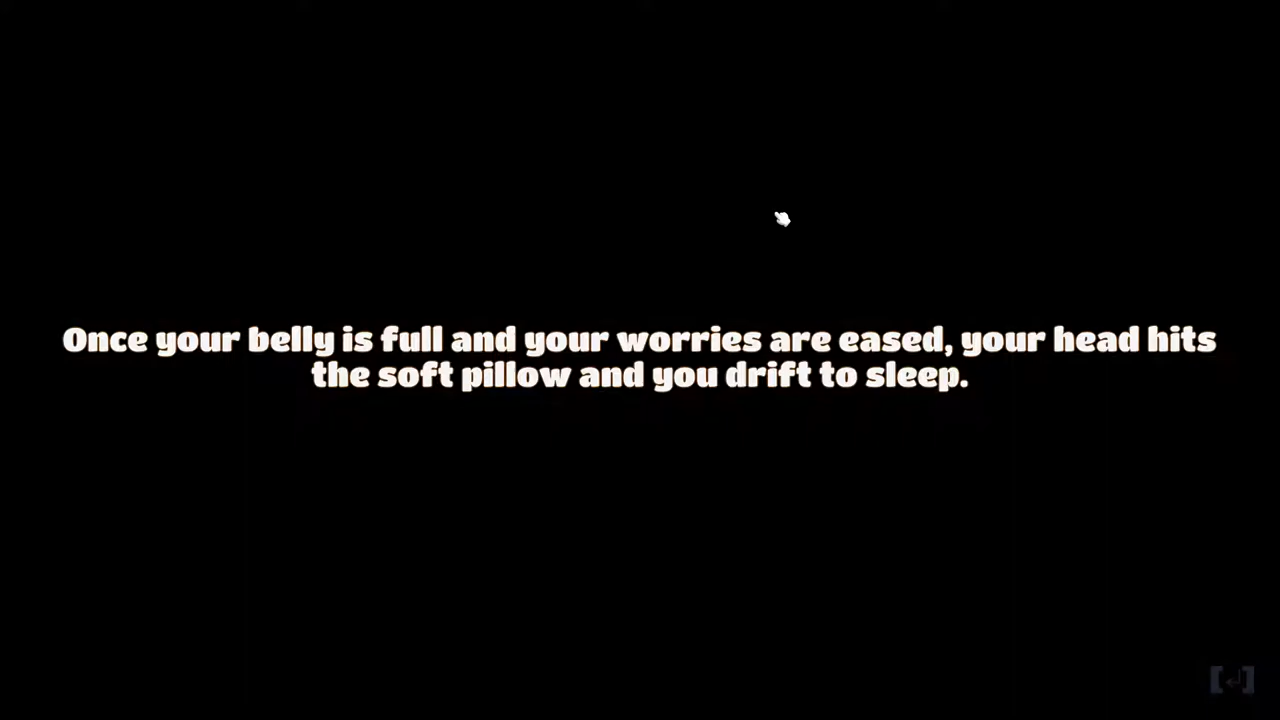 Once your belly is full and your worries are eased, your head hits
the soft pillow and you drift to sleep.
[↵]